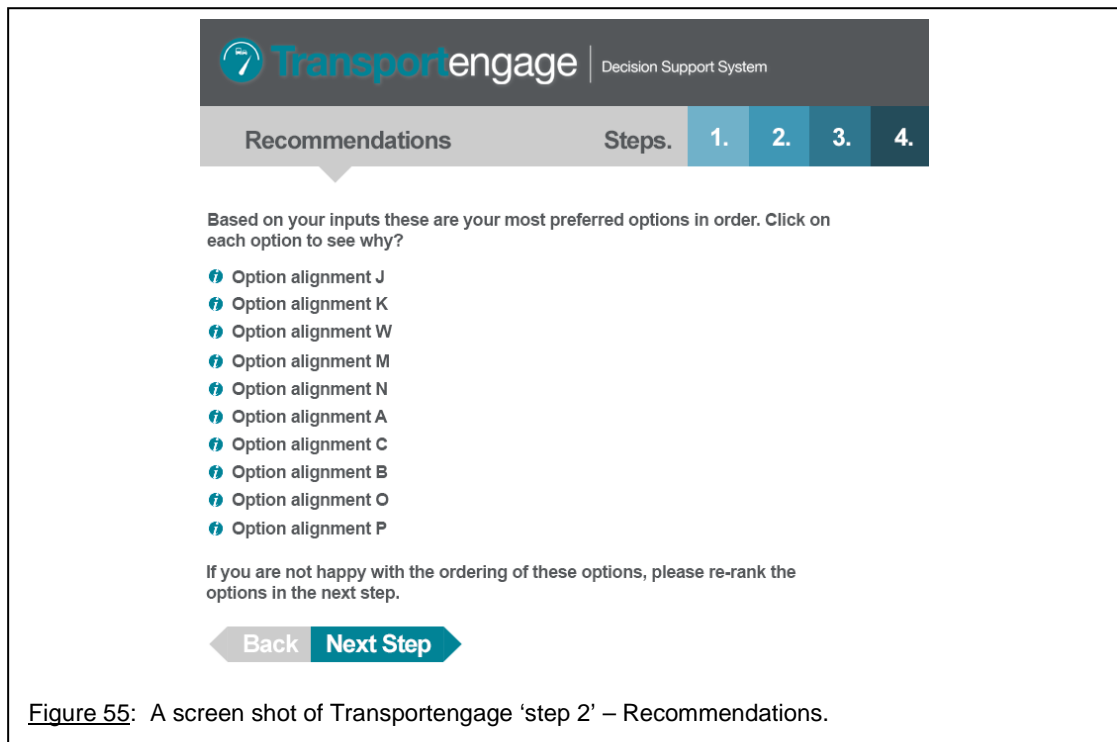 Transportengage Decision Support System
Recommendations Steps. 1. 2. 3. 4.
Based on your inputs these are your most preferred options in order. Click on
each option to see why?
Option alignment J
Option alignment K
Option alignment W
Option alignment M
Option alignment N
Option alignment A
Option alignment C
Option alignment B
Option alignment O
Option alignment P
If you are not happy with the ordering of these options, please re-rank the
options in the next step.
Back Next Step
Figure 55: A screen shot of Transportengage ‘step 2’ – Recommendations.